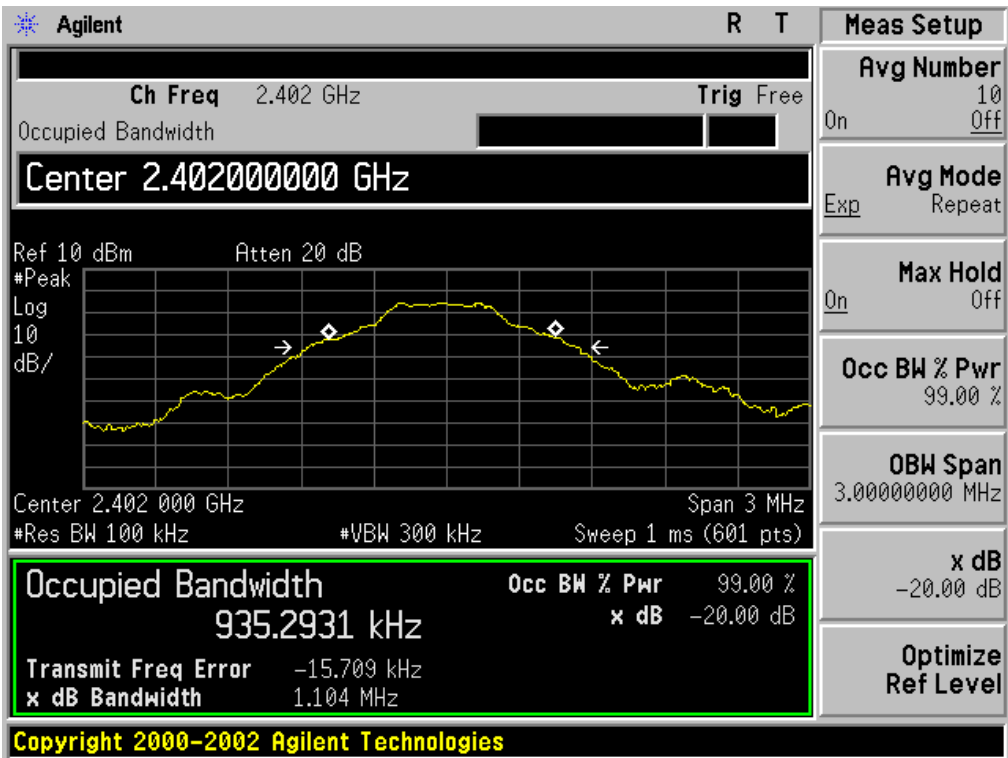 Agilent R T
Ch Freq 2.402 GHz Trig Free
Occupied Bandwidth
Center 2.402000000 GHz
Ref 10 dBm Atten 20 dB
#Peak
Log
10
dB/
Center 2.402 000 GHz Span 3 MHz
#Res BW 100 kHz #VBW 300 kHz Sweep 1 ms (601 pts)
Occupied Bandwidth Occ BW % Pwr 99.00 %
935.2931 kHz x dB -20.00 dB
Transmit Freq Error -15.709 kHz
x dB Bandwidth 1.104 MHz
Copyright 2000-2002 Agilent Technologies
Meas Setup
Avg Number
10
On Off
Avg Mode
Exp Repeat
Max Hold
On Off
Occ BW % Pwr
99.00 %
OBW Span
3.00000000 MHz
x dB
-20.00 dB
Optimize
Ref Level